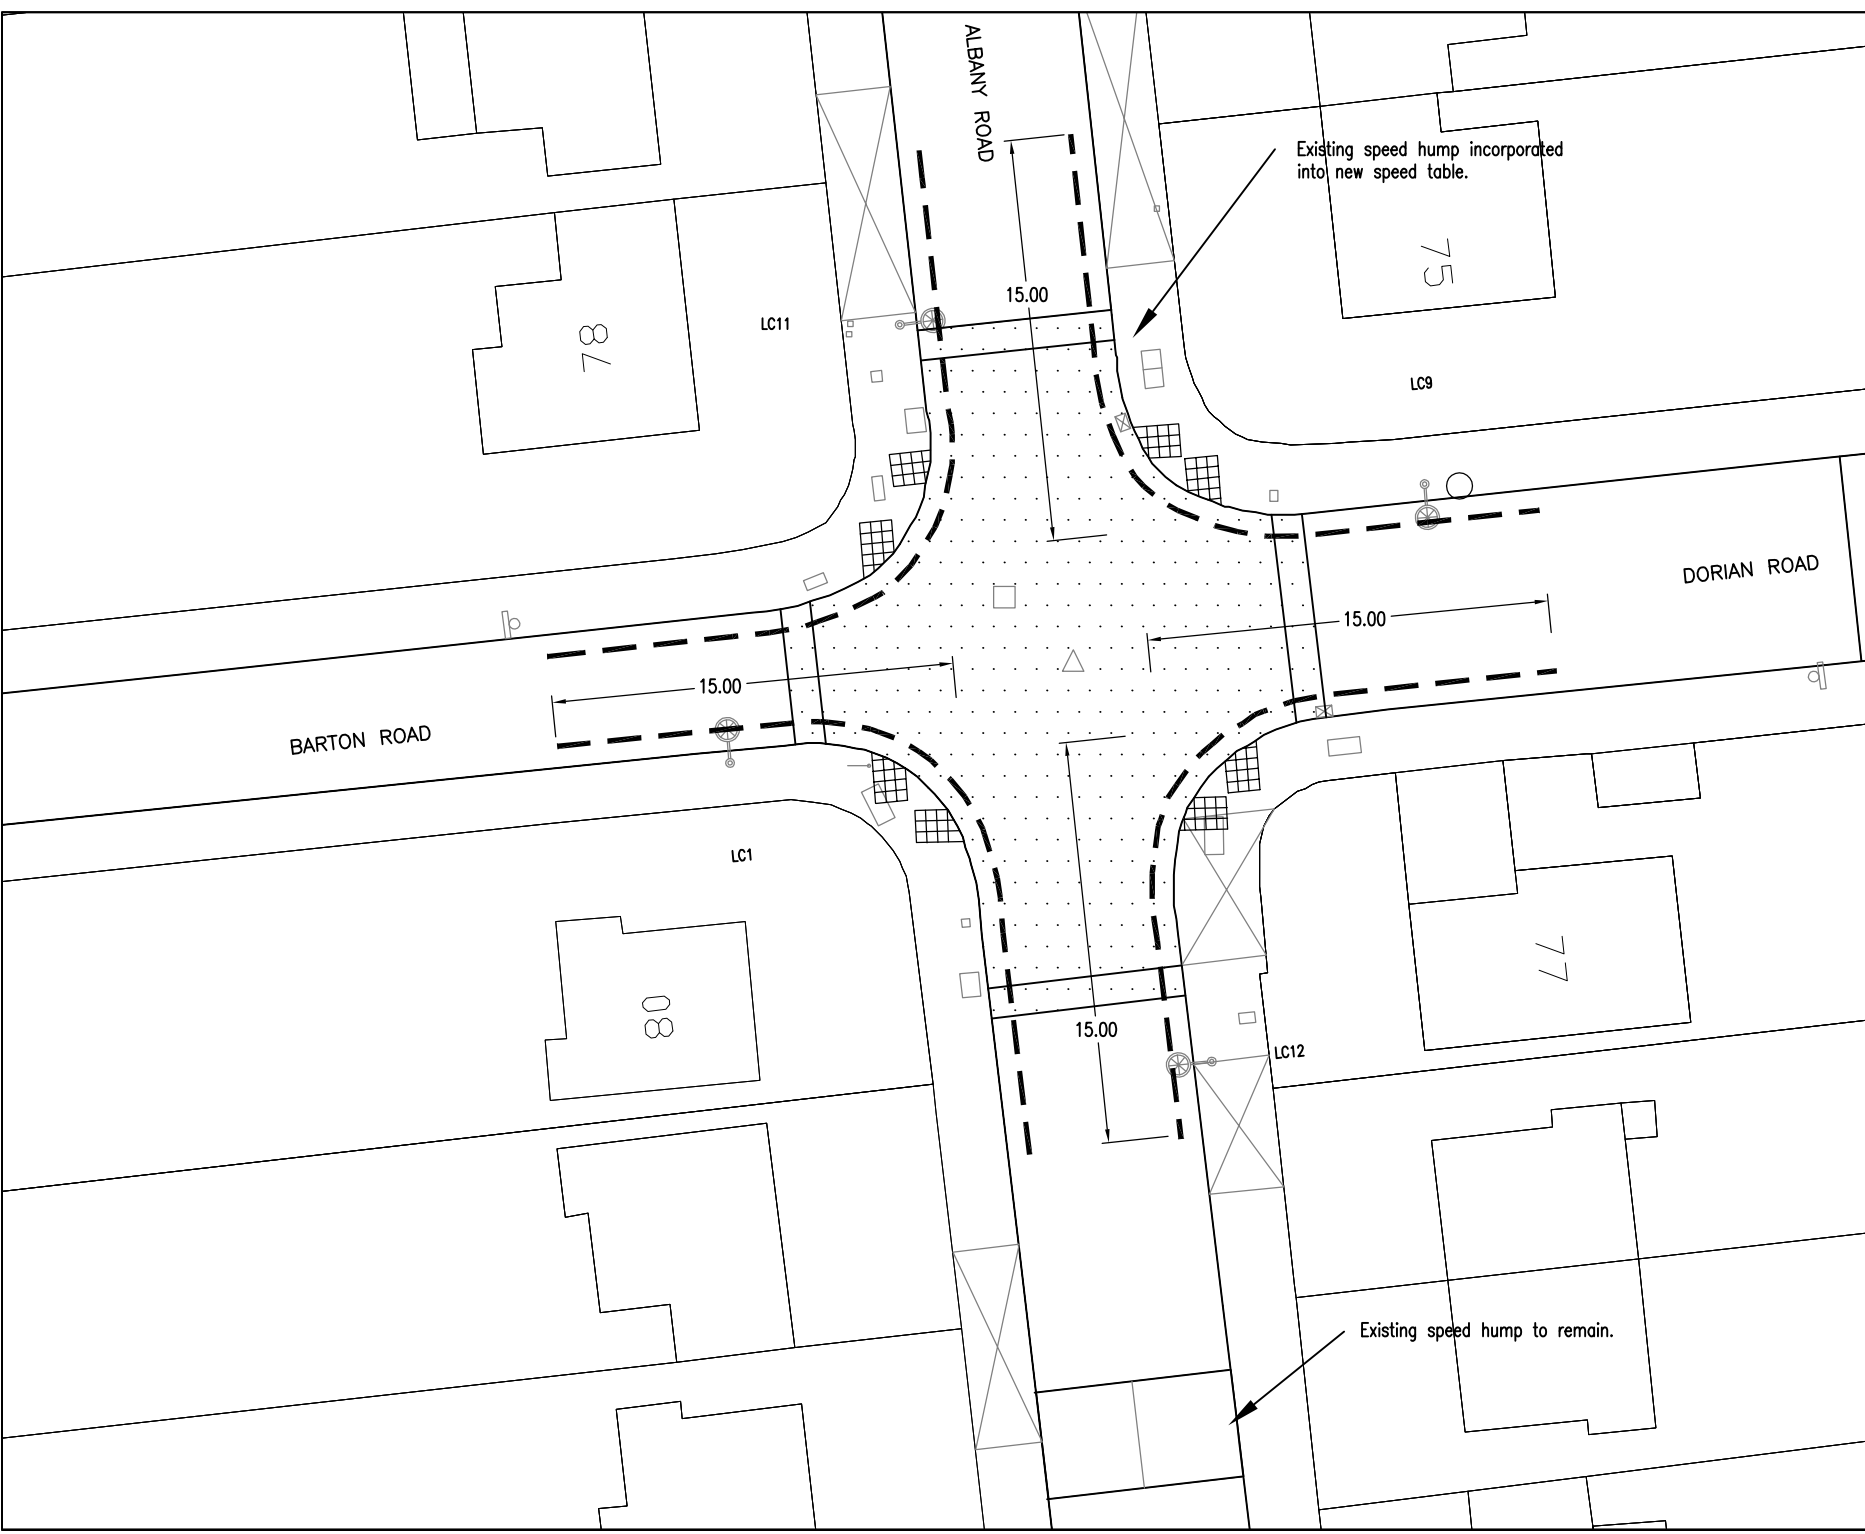 ALBANY ROAD
Existing speed hump incorporated
into new speed table.
75
15.00
LC11
78
LC9
DORIAN ROAD
15.00
15.00
BARTON ROAD
LC1
77
80
15.00
LC12
Existing speed hump to remain.